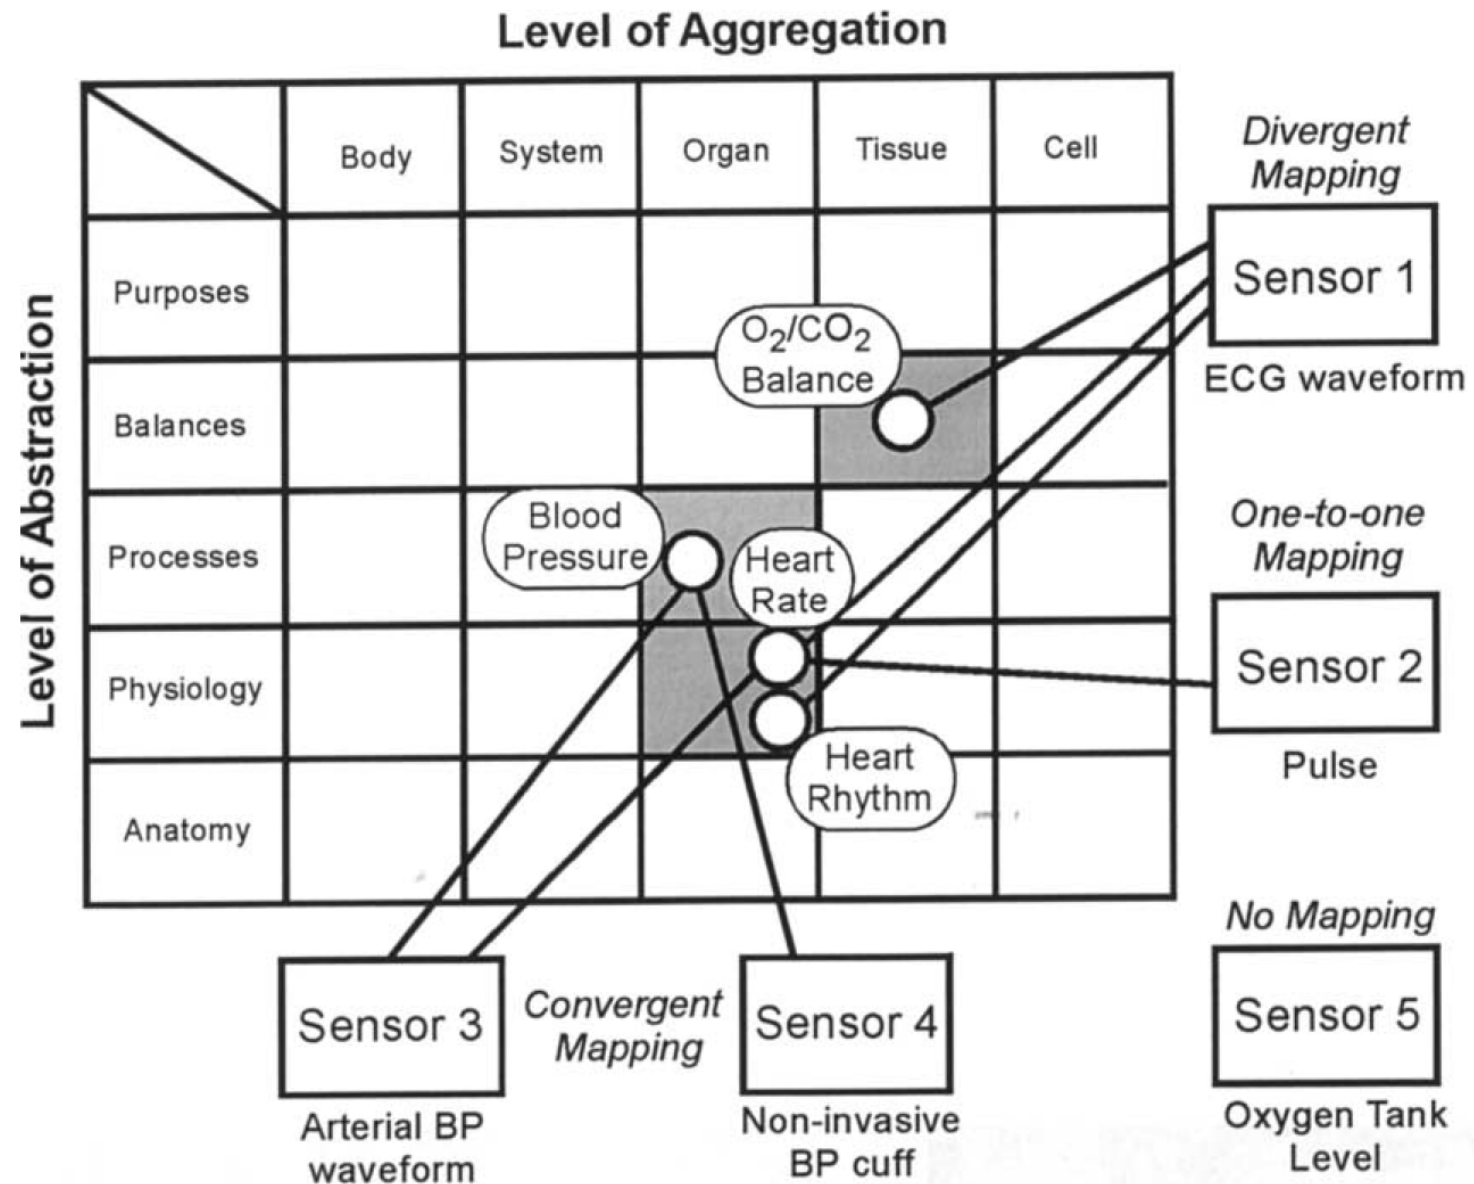 Level of Aggregation
Level of Abstraction
Body
System
Organ
Tissue
Cell
Purposes
Balances
Processes
Physiology
Anatomy
O₂/CO₂
Balance
Blood
Pressure
Heart
Rate
Heart
Rhythm
Divergent
Mapping
Sensor 1
ECG waveform
One-to-one
Mapping
Sensor 2
Pulse
No Mapping
Sensor 5
Oxygen Tank
Level
Sensor 3
Arterial BP
waveform
Convergent
Mapping
Sensor 4
Non-invasive
BP cuff